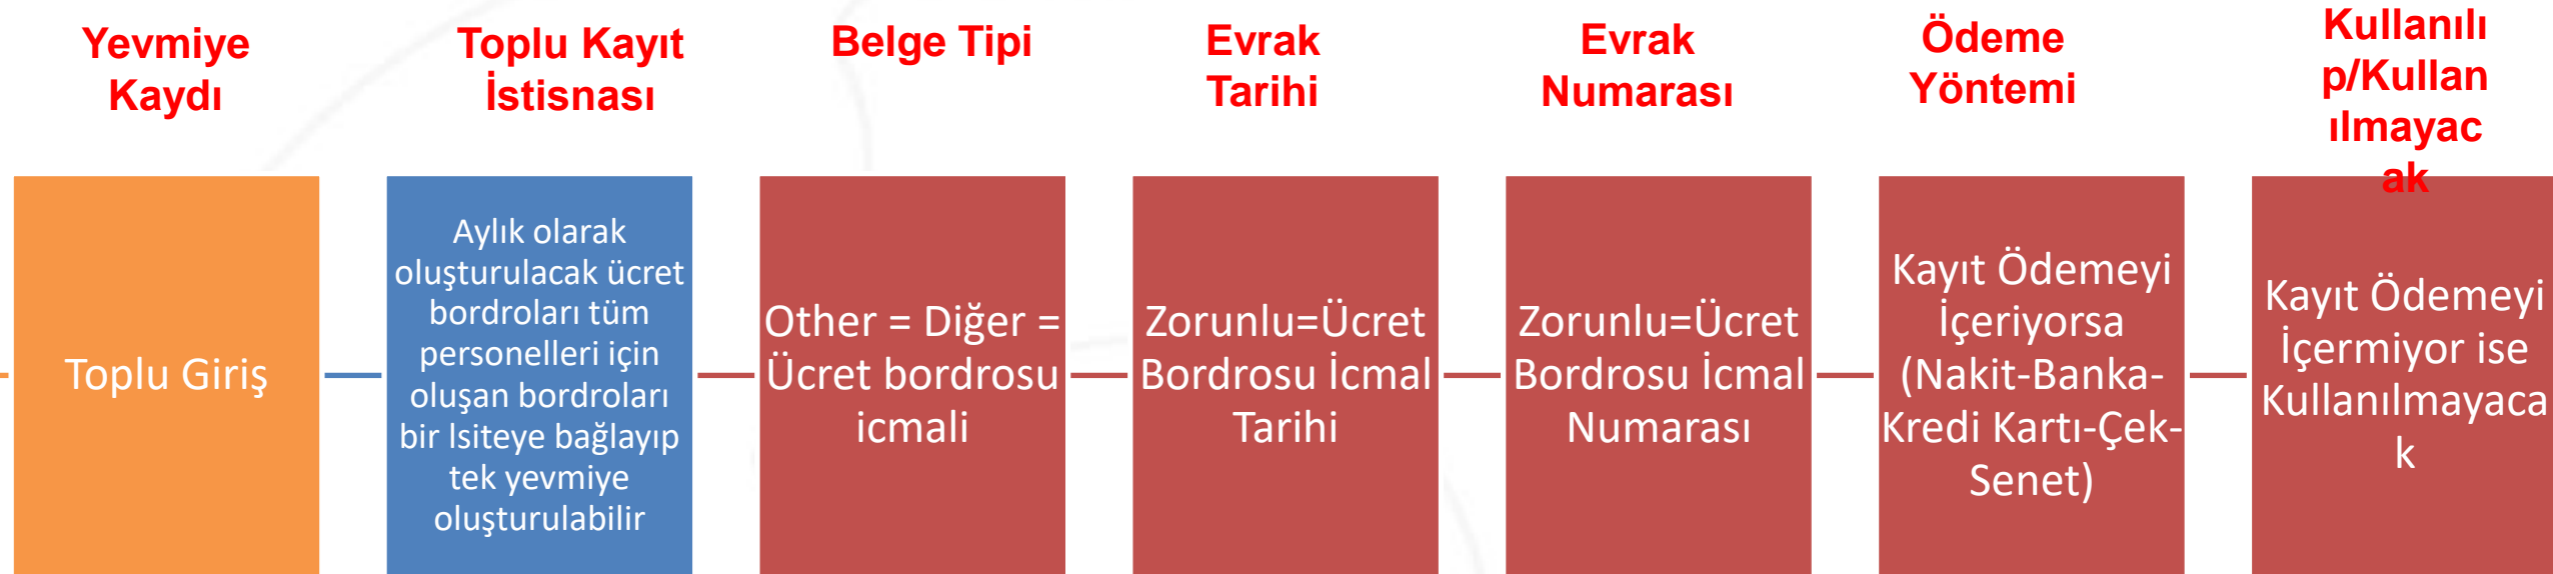 Yevmiye
Kaydı
Toplu Kayıt
İstisnası
Belge Tipi
Evrak
Tarihi
Evrak
Numarası
Ödeme
Yöntemi
Kullanılı
p/Kullan
ılmayac
ak
Toplu Giriş
Aylık olarak
oluşturulacak ücret
bordroları tüm
personelleri için
oluşan bordroları
bir lsiteye bağlayıp
tek yevmiye
oluşturulabilir
Other = Diğer =
Ücret bordrosu
icmali
Zorunlu=Ücret
Bordrosu İcmal
Tarihi
Zorunlu=Ücret
Bordrosu İcmal
Numarası
Kayıt Ödemeyi
İçeriyorsa
(Nakit-Banka-
Kredi Kartı-Çek-
Senet)
Kayıt Ödemeyi
İçermiyor ise
Kullanılmayaca
k